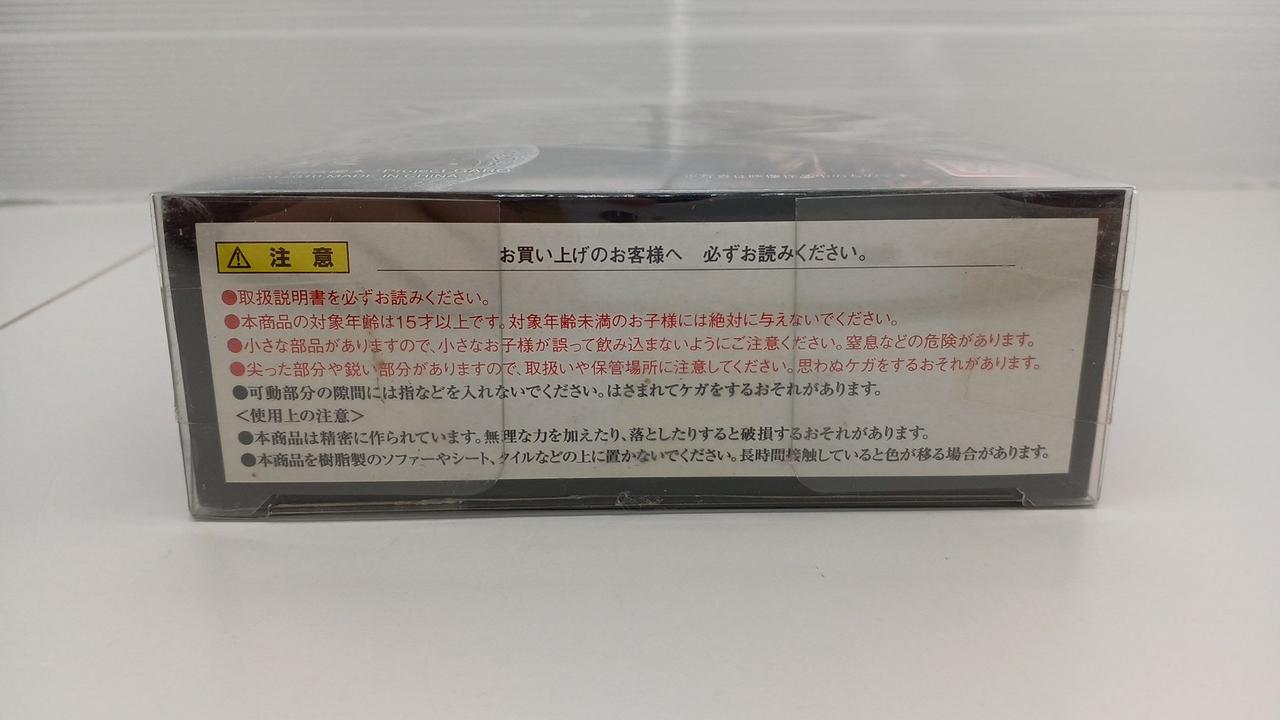 Project GARO
MADE IN CHINA
注意
お買い上げのお客様へ 必ずお読みください。
●取扱説明書を必ずお読みください。
●本商品の対象年齢は15才以上です。対象年齢未満のお子様には絶対に与えないでください。
●小さな部品がありますので、小さなお子様が誤って飲み込まないようにご注意ください。窒息などの危険があります。
●尖った部分や鋭い部分がありますので、取扱いや保管場所に注意してください。思わぬケガをするおそれがあります。
●可動部分の隙間には指などを入れないでください。はさまれてケガをするおそれがあります。
＜使用上の注意＞
●本商品は精密に作られています。無理な力を加えたり、落としたりすると破損するおそれがあります。
●本商品を樹脂製のソファーやシート、タイルなどの上に置かないでください。長時間接触していると色が移る場合があります。